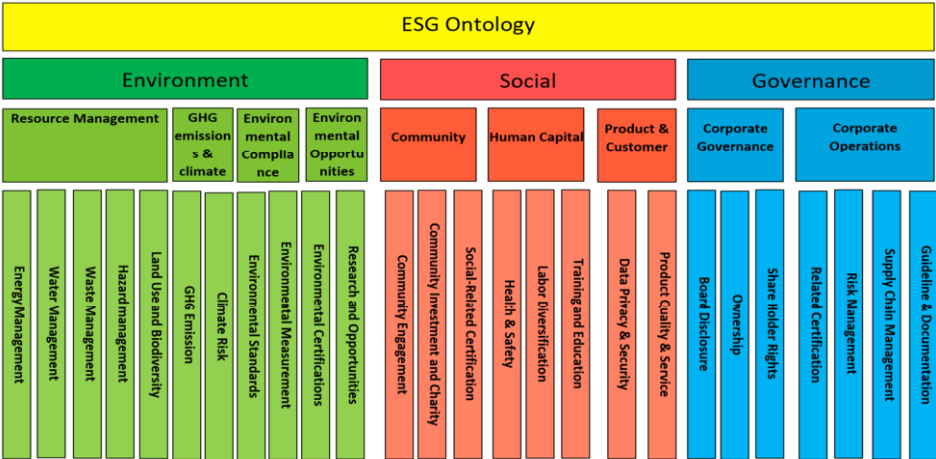 ESG Ontology
Environment
Social
Governance
Resource Management
GHG
emission
s &
climate
Environ
mental
Complia
nce
Environ
mental
Opportu
nities
Community
Human Capital
Product &
Customer
Corporate
Governance
Corporate
Operations
Energy Management
Water Management
Waste Management
Hazard management
Land Use and Biodiversity
GHG Emission
Climate Risk
Environmental Standards
Environmental Measurement
Environmental Certifications
Research and Opportunities
Community Engagement
Community Investment and Charity
Social-Related Certification
Health & Safety
Labor Diversification
Training and Education
Data Privacy & Security
Product Quality & Service
Board Disclosure
Ownership
Share Holder Rights
Related Certification
Risk Management
Supply Chain Management
Guideline & Documentation